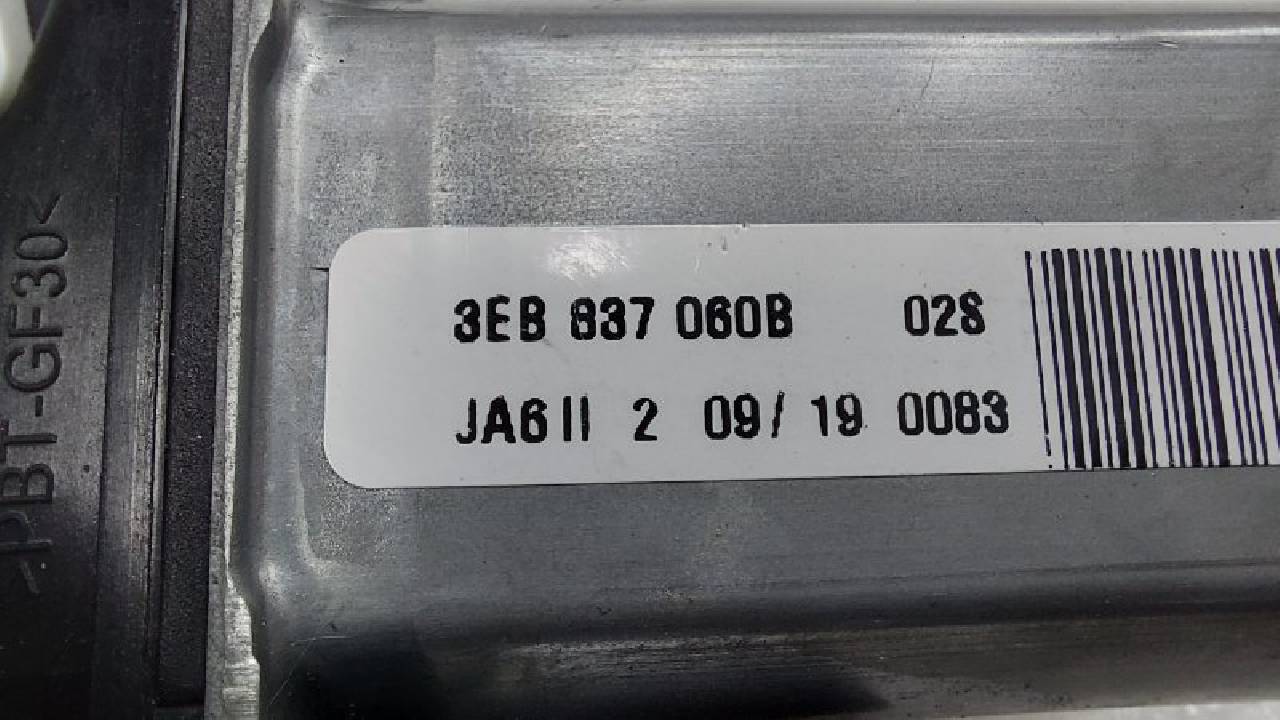 3EB 837 060B 02S
JA6II 2 09/19 0083
>PBT-GF30<